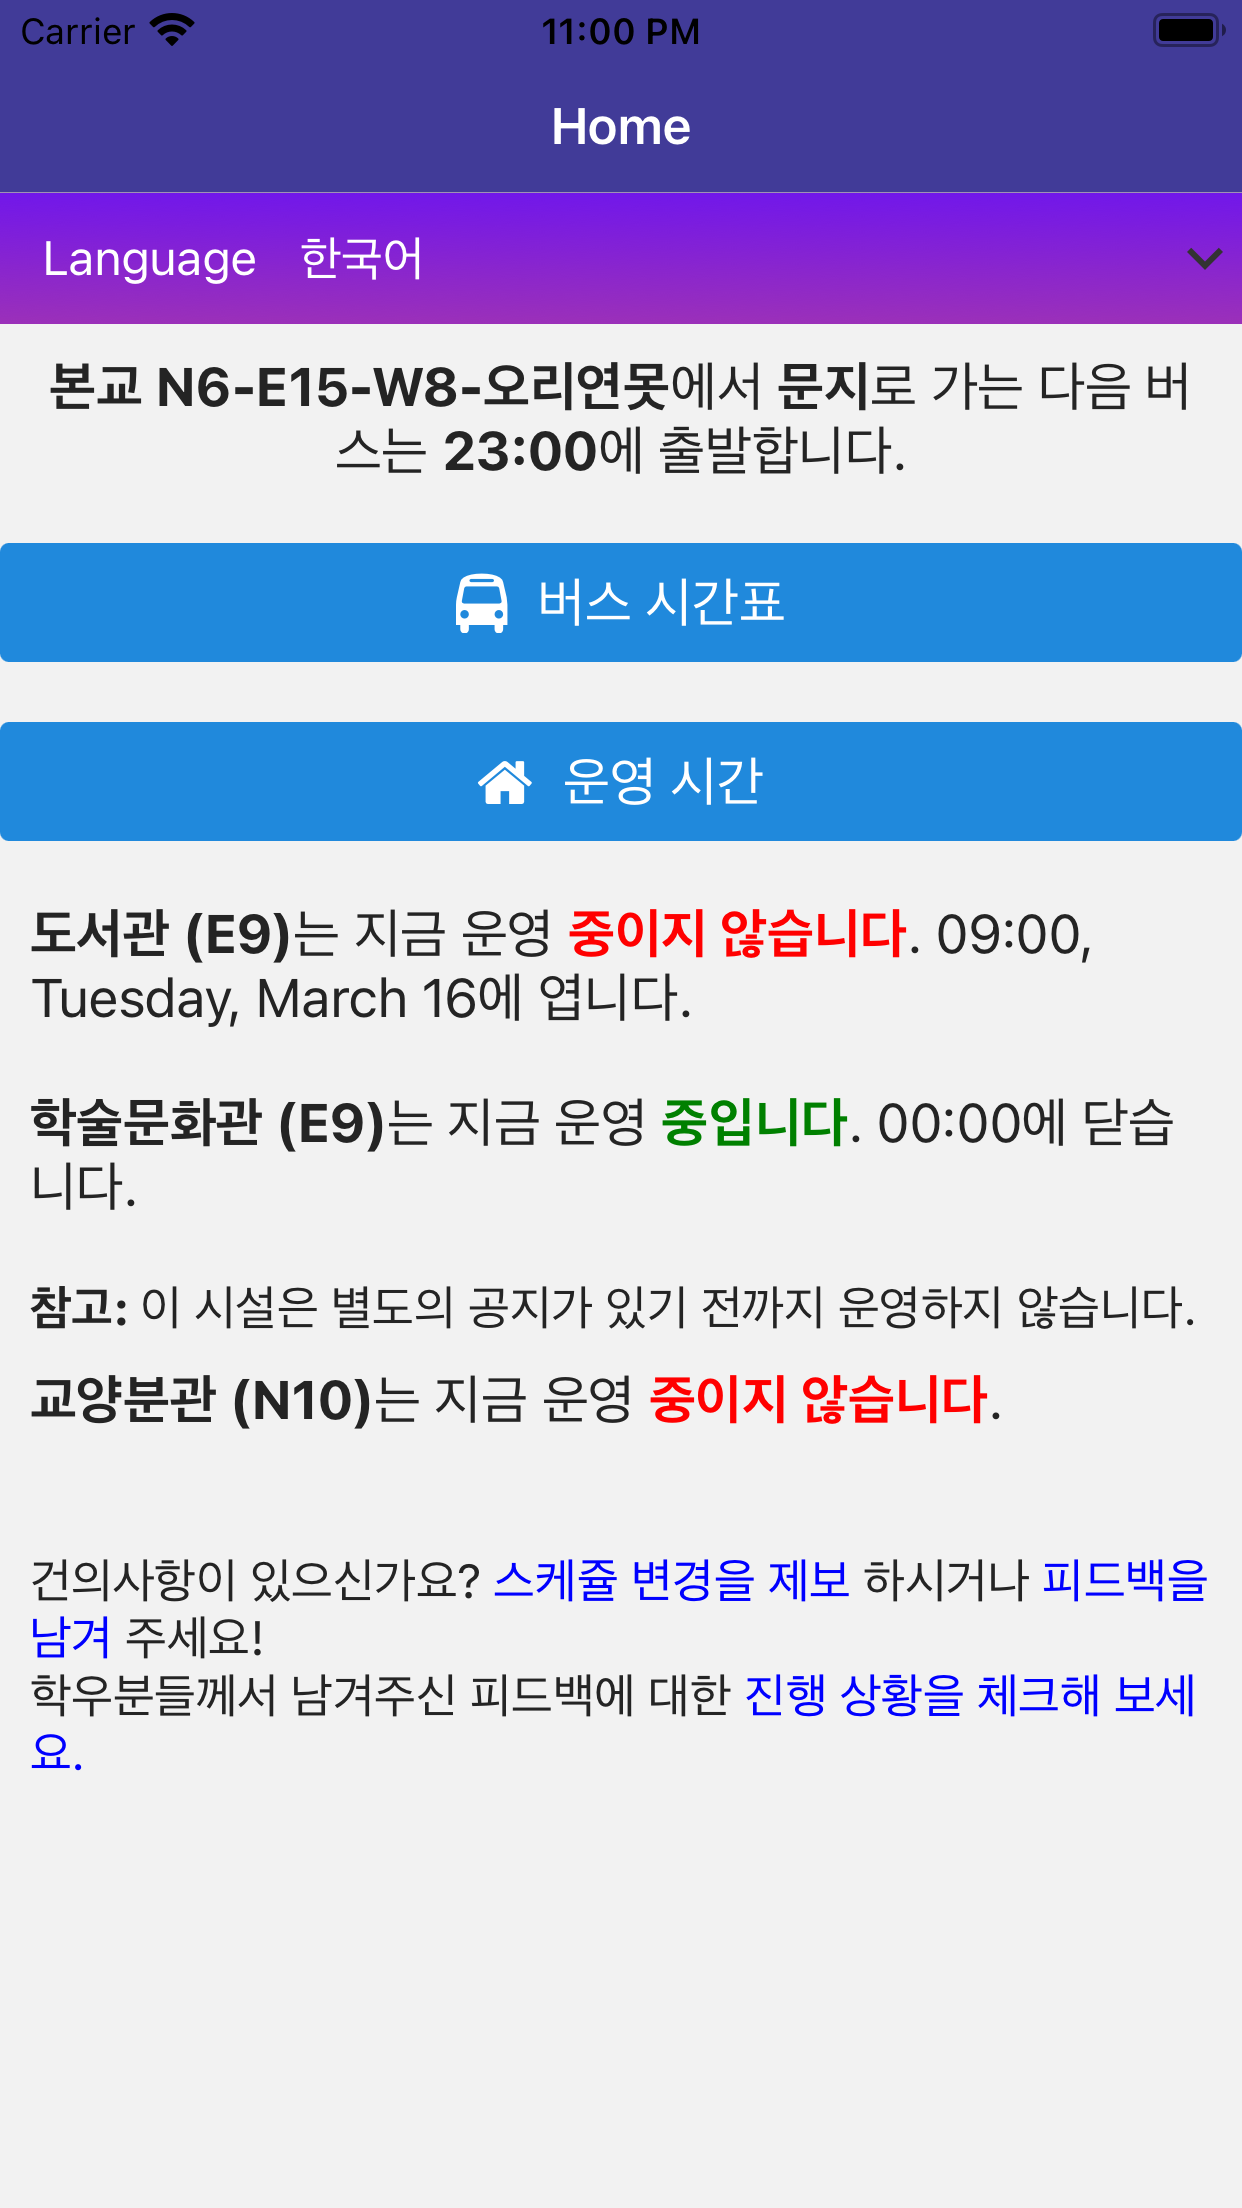 Carrier 11:00 PM
Home
Language 한국어
본교 N6-E15-W8-오리연못에서 문지로 가는 다음 버
스는 23:00에 출발합니다.
버스 시간표
운영 시간
도서관 (E9)는 지금 운영 중이지 않습니다. 09:00,
Tuesday, March 16에 엽니다.
학술문화관 (E9)는 지금 운영 중입니다. 00:00에 닫습
니다.
참고: 이 시설은 별도의 공지가 있기 전까지 운영하지 않습니다.
교양분관 (N10)는 지금 운영 중이지 않습니다.
건의사항이 있으신가요? 스케쥴 변경을 제보 하시거나 피드백을
남겨 주세요!
학우분들께서 남겨주신 피드백에 대한 진행 상황을 체크해 보세
요.